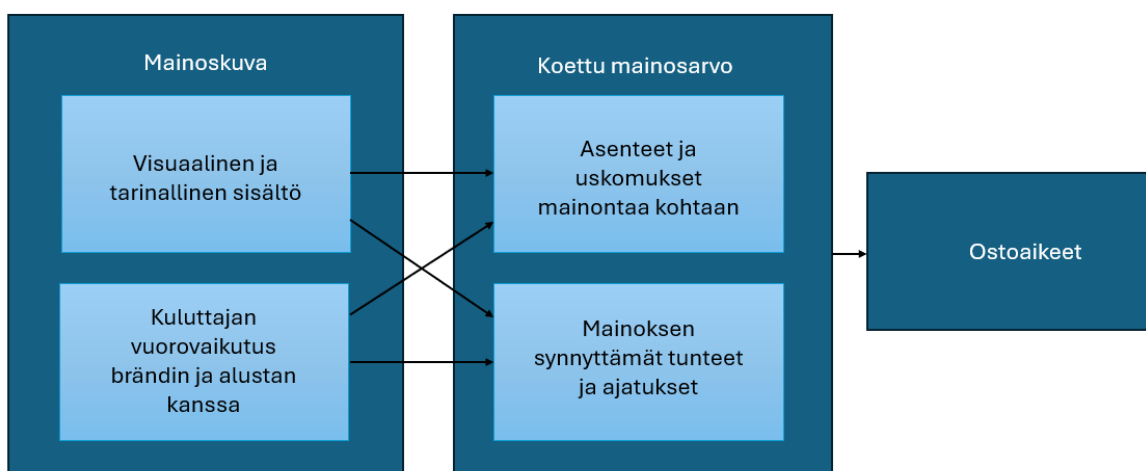 Mainoskuva
Visuaalinen ja
tarinallinen sisältö
Kuluttajan
vuorovaikutus
brändin ja alustan
kanssa
Koettu mainosarvo
Asenteet ja
uskomukset
mainontaa kohtaan
Mainoksen
synnyttämät tunteet
ja ajatukset
Ostoaikeet